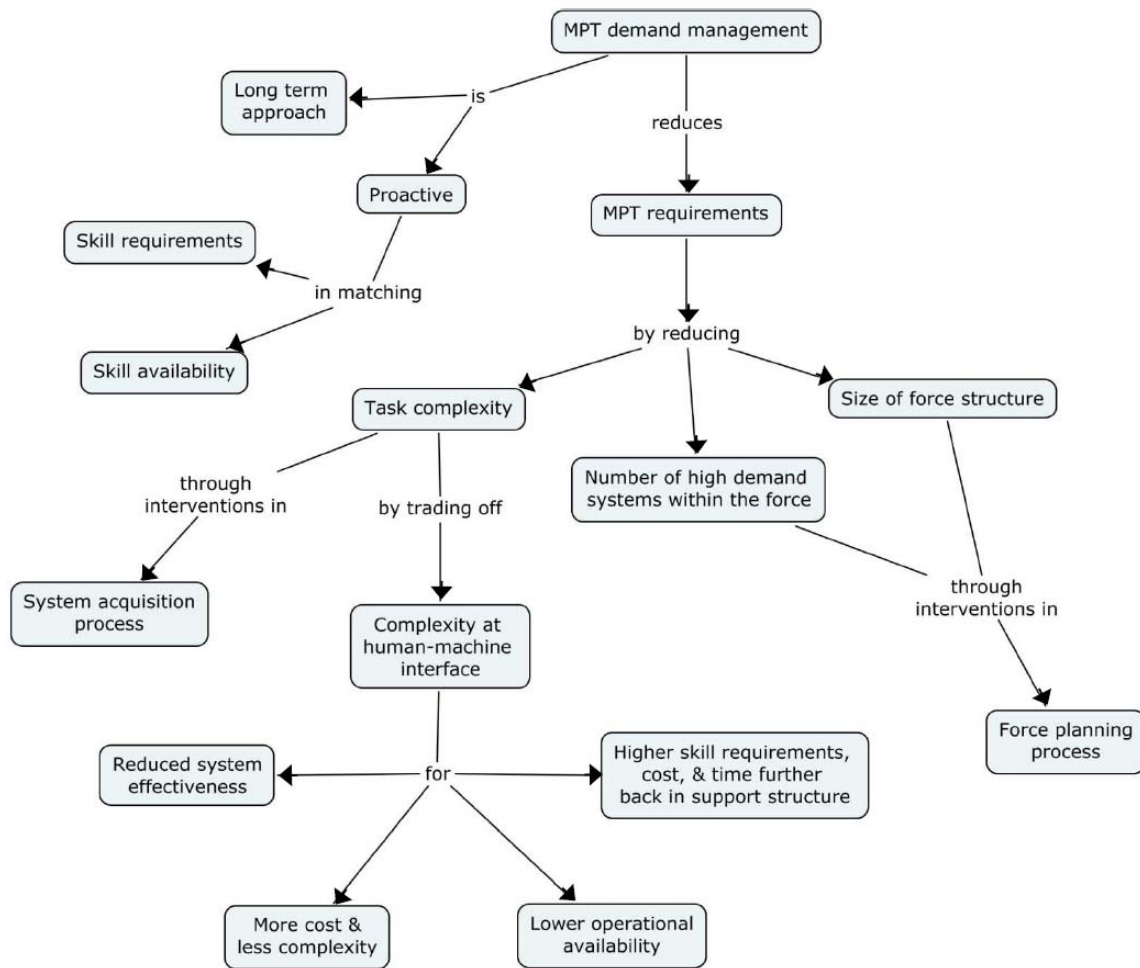 MPT demand management
Long term
approach
is
reduces
Proactive
MPT requirements
Skill requirements
in matching
by reducing
Skill availability
Task complexity
Size of force structure
Number of high demand
systems within the force
through
interventions in
by trading off
through
interventions in
System acquisition
process
Complexity at
human-machine
interface
Force planning
process
Reduced system
effectiveness
for
Higher skill requirements,
cost, & time further
back in support structure
More cost &
less complexity
Lower operational
availability